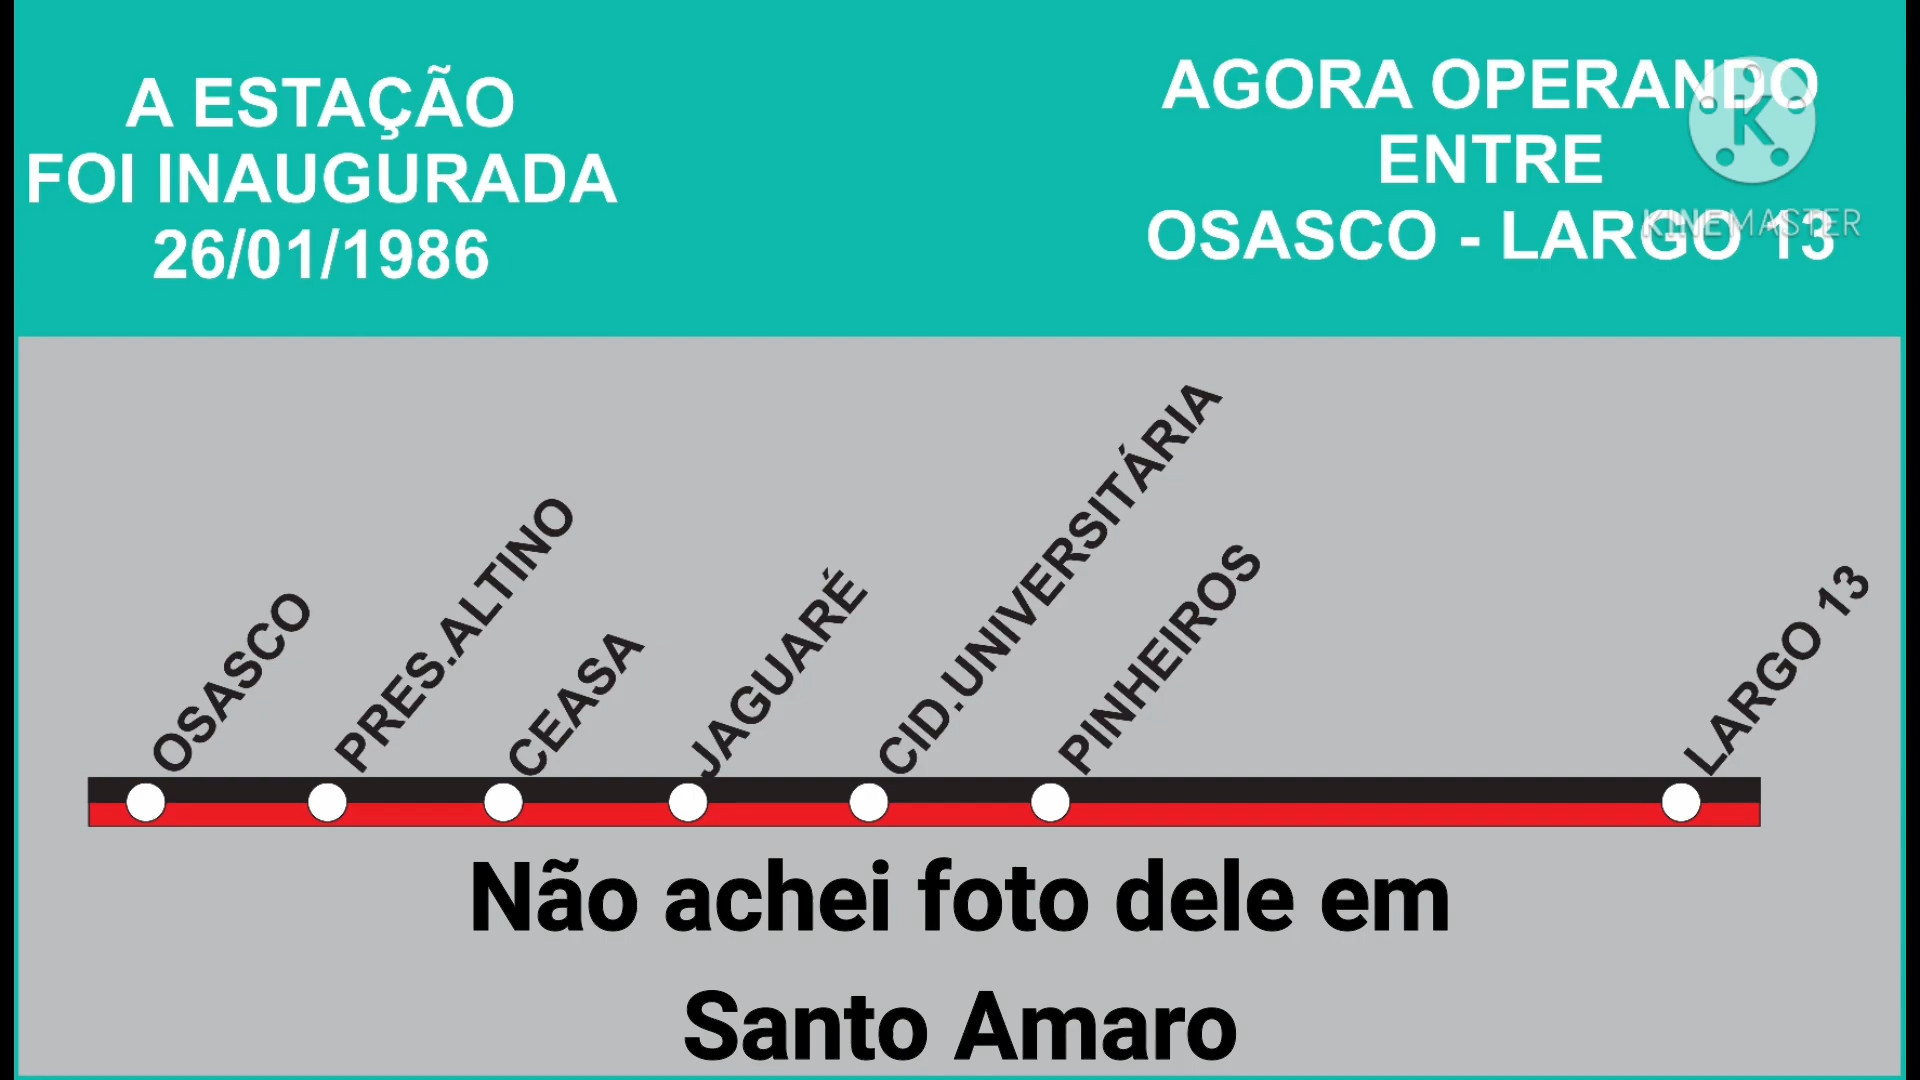 A ESTAÇÃO
FOI INAUGURADA
26/01/1986
AGORA OPERANDO
ENTRE
OSASCO - LARGO 13
K
KINEMASTER
OSASCO
PRES.ALTINO
CEASA
JAGUARÉ
CID.UNIVERSITÁRIA
PINHEIROS
LARGO 13
Não achei foto dele em
Santo Amaro